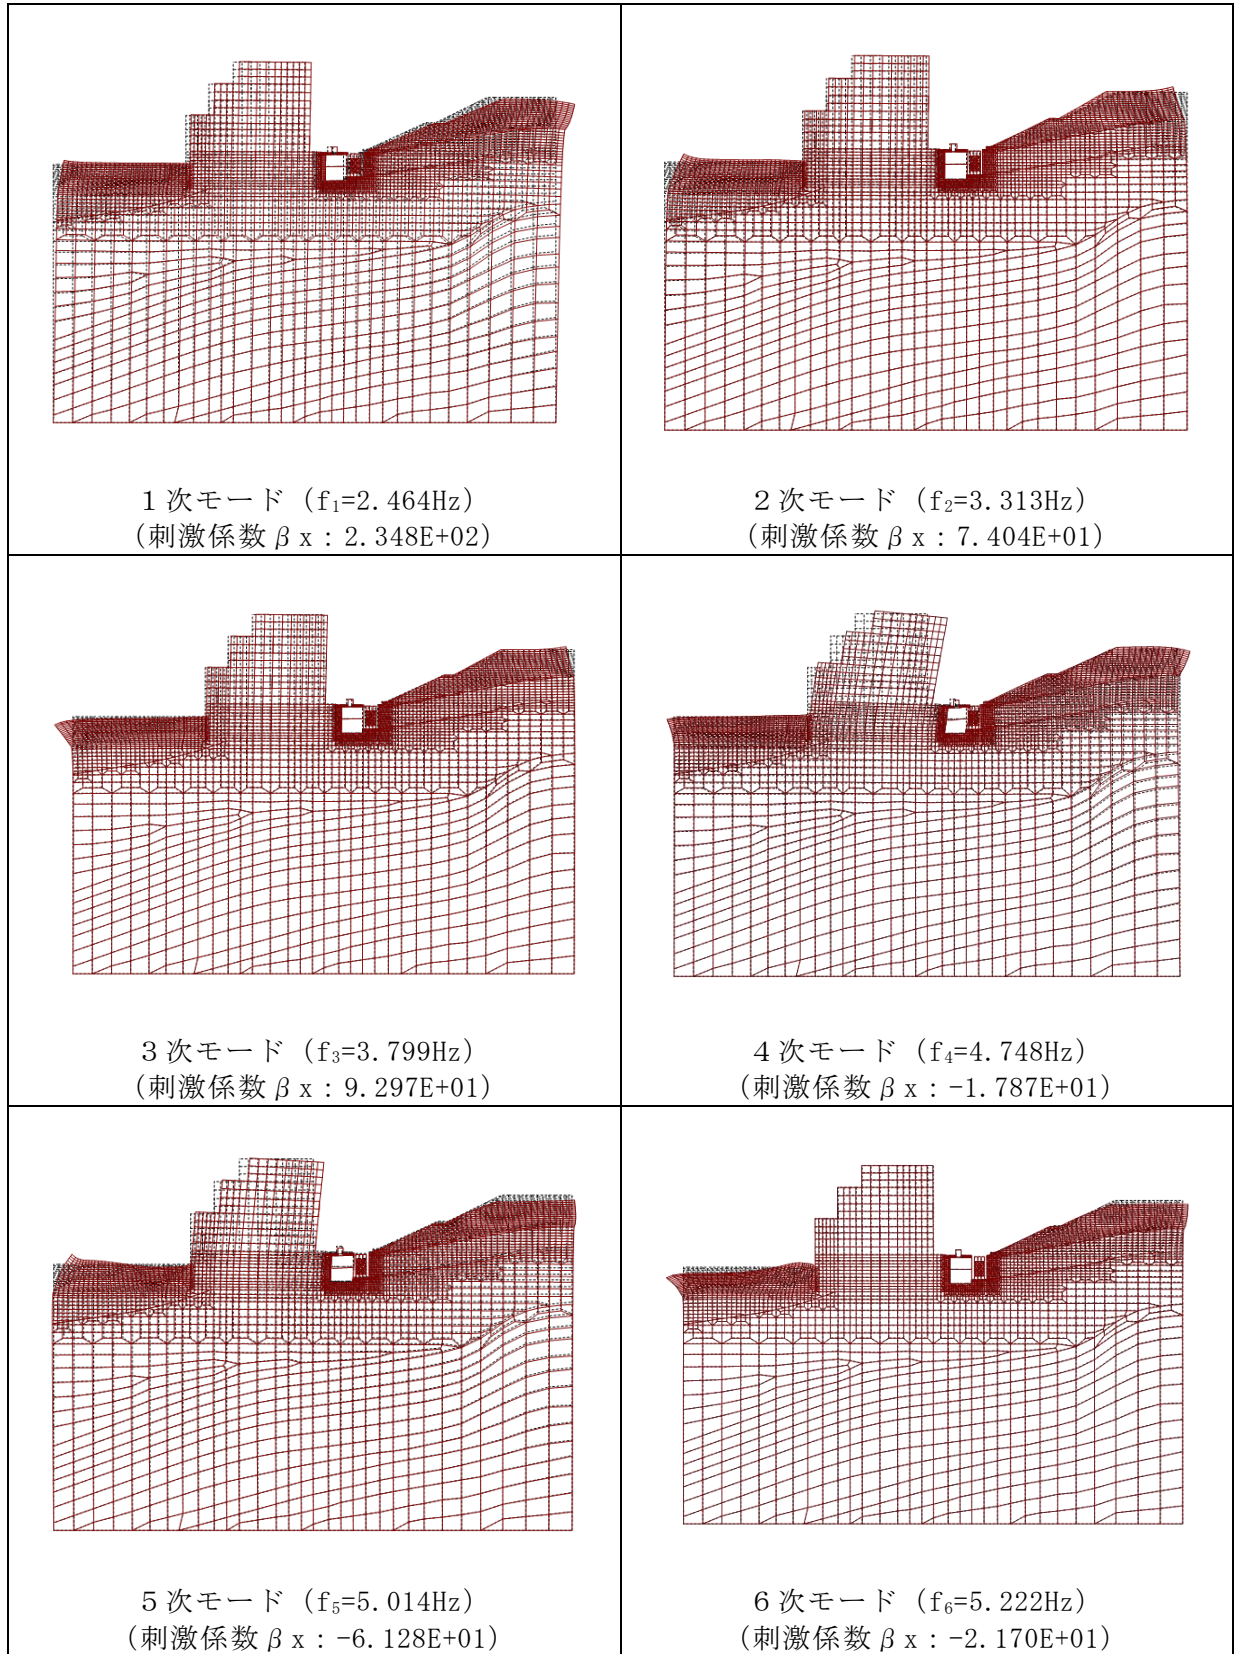 1次モード (f₁=2.464Hz)
(刺激係数βx：2.348E+02)
2次モード (f₂=3.313Hz)
(刺激係数βx：7.404E+01)
3次モード (f₃=3.799Hz)
(刺激係数βx：9.297E+01)
4次モード (f₄=4.748Hz)
(刺激係数βx：-1.787E+01)
5次モード (f₅=5.014Hz)
(刺激係数βx：-6.128E+01)
6次モード (f₆=5.222Hz)
(刺激係数βx：-2.170E+01)